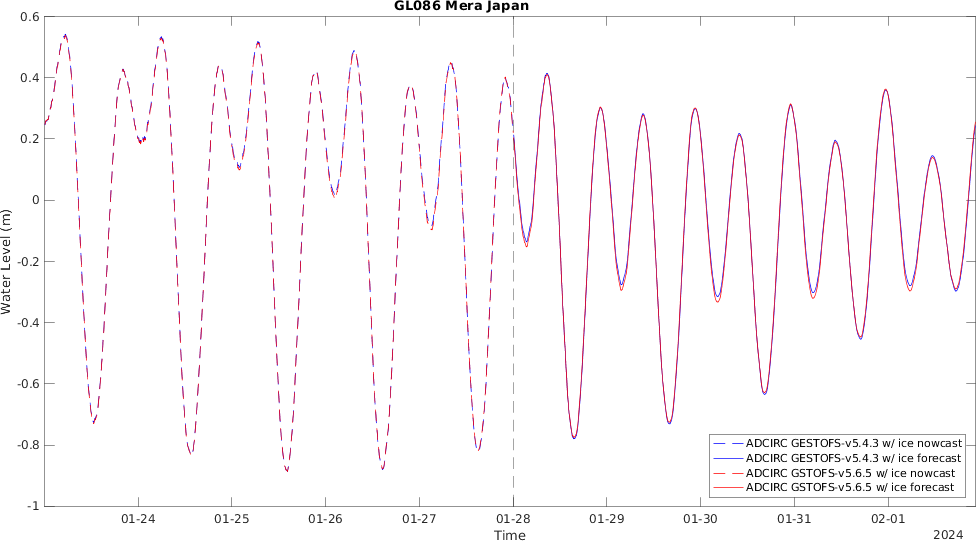 GL086 Mera Japan
0.6
0.4
0.2
0
-0.2
-0.4
-0.6
-0.8
-1
Water Level (m)
ADCIRC GESTOFS-v5.4.3 w/ ice nowcast
ADCIRC GESTOFS-v5.4.3 w/ ice forecast
ADCIRC GSTOFS-v5.6.5 w/ ice nowcast
ADCIRC GSTOFS-v5.6.5 w/ ice forecast
01-24 01-25 01-26 01-27 01-28 01-29 01-30 01-31 02-01
Time
2024